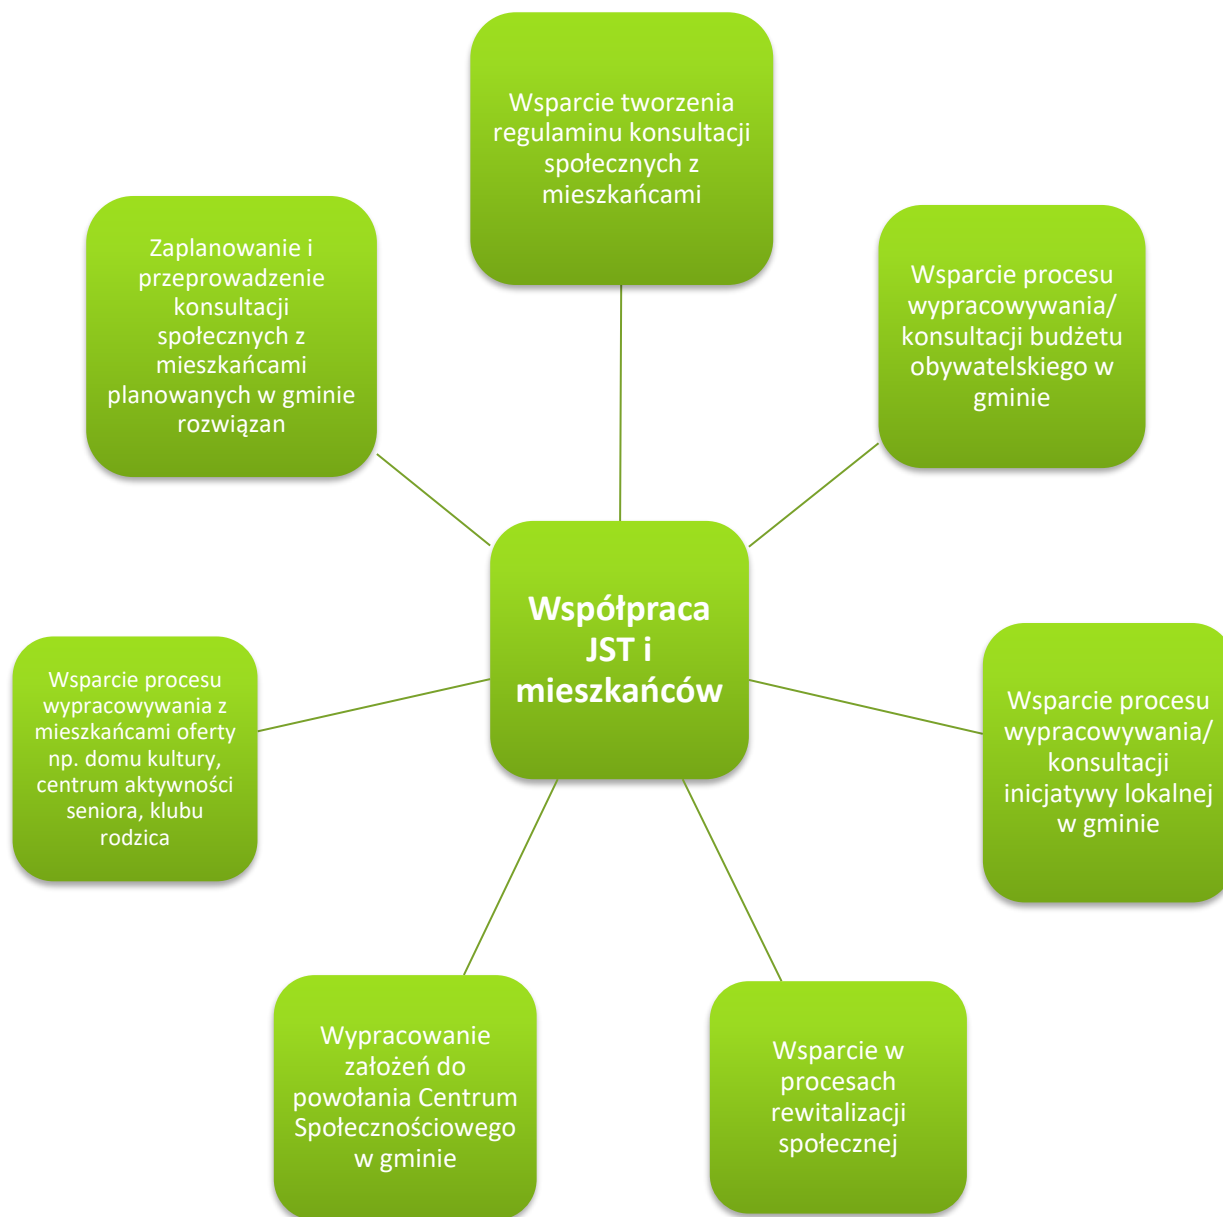 Wsparcie tworzenia
regulaminu konsultacji
społecznych z
mieszkańcami
Wsparcie procesu
wypracowywania/
konsultacji budżetu
obywatelskiego w
gminie
Wsparcie procesu
wypracowywania/
konsultacji
inicjatywy lokalnej
w gminie
Wsparcie w
procesach
rewitalizacji
społecznej
Wypracowanie
założeń do
powołania Centrum
Społecznościowego
w gminie
Wsparcie procesu
wypracowywania z
mieszkańcami oferty
np. domu kultury,
centrum aktywności
seniora, klubu
rodzica
Zaplanowanie i
przeprowadzenie
konsultacji
społecznych z
mieszkańcami
planowanych w gminie
rozwiązan
Współpraca
JST i
mieszkańców